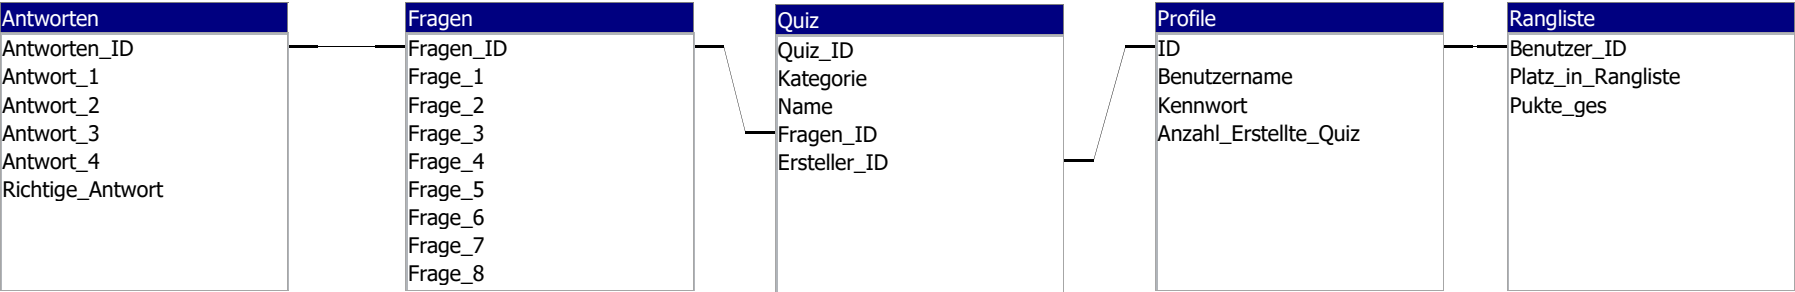 Antworten
Antworten_ID
Antwort_1
Antwort_2
Antwort_3
Antwort_4
Richtige_Antwort
Fragen
Fragen_ID
Frage_1
Frage_2
Frage_3
Frage_4
Frage_5
Frage_6
Frage_7
Frage_8
Quiz
Quiz_ID
Kategorie
Name
Fragen_ID
Ersteller_ID
Profile
ID
Benutzername
Kennwort
Anzahl_Erstellte_Quiz
Rangliste
Benutzer_ID
Platz_in_Rangliste
Pukte_ges